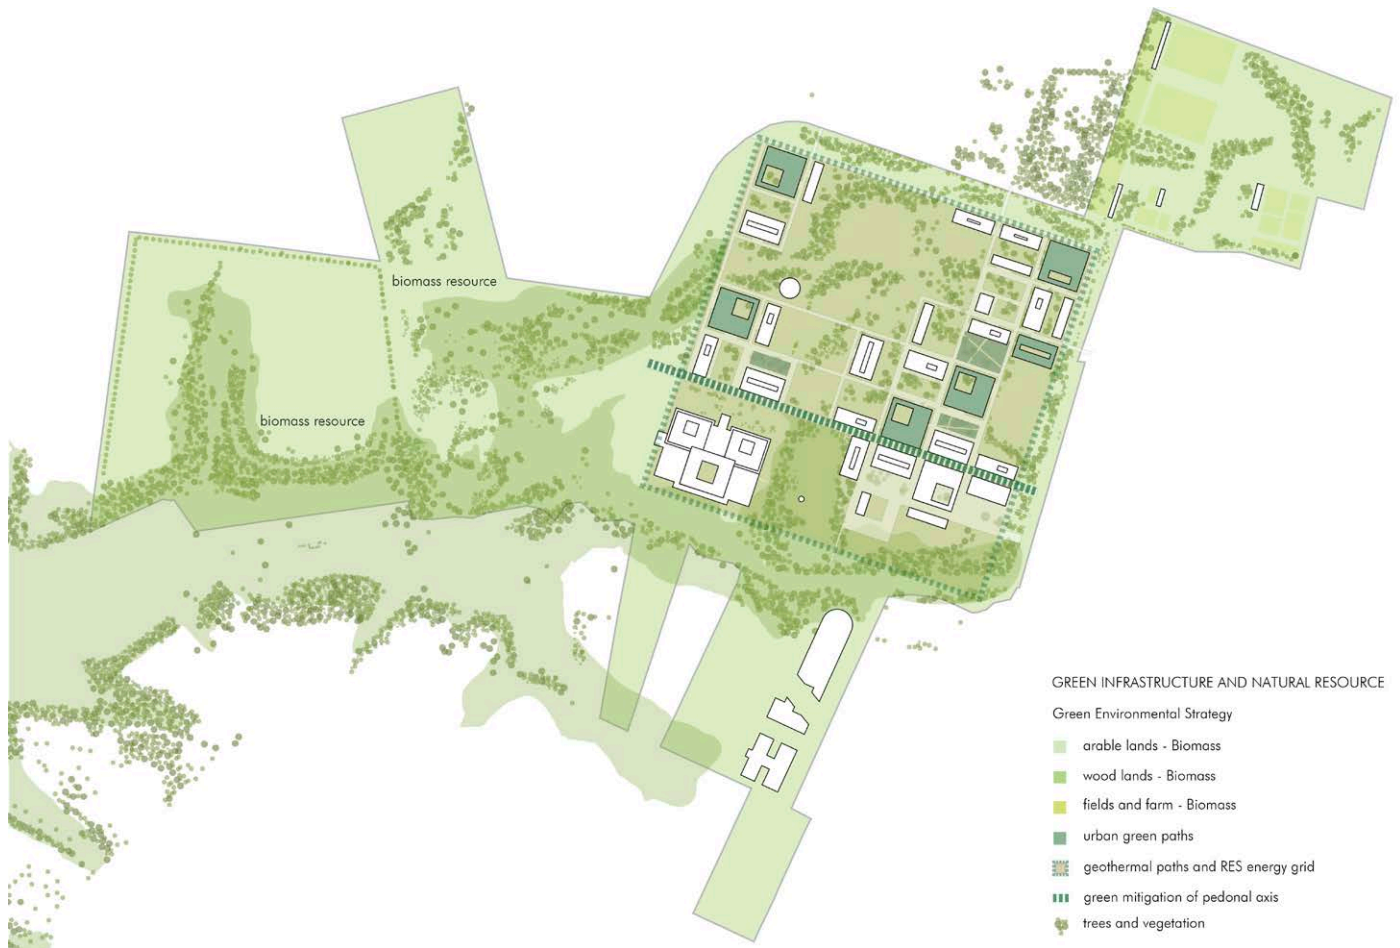 biomass resource
biomass resource
GREEN INFRASTRUCTURE AND NATURAL RESOURCE
Green Environmental Strategy
arable lands - Biomass
wood lands - Biomass
fields and farm - Biomass
urban green paths
geothermal paths and RES energy grid
green mitigation of pedonal axis
trees and vegetation